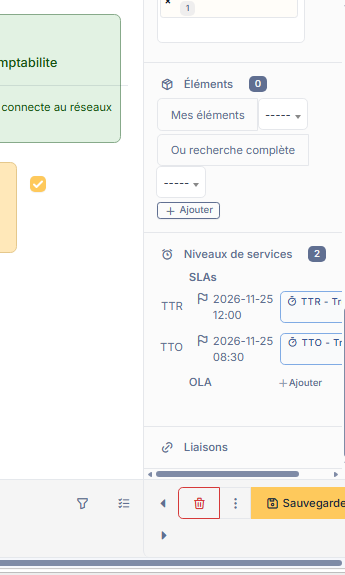 1
mptabilite
connecte au réseaux
Éléments 0
Mes éléments -----
Ou recherche complète
-----
+ Ajouter
Niveaux de services 2
SLAs
TTR 2026-11-25 12:00 TTR - Tr
TTO 2026-11-25 08:30 TTO - Tr
OLA + Ajouter
Liaisons
Sauvegarde